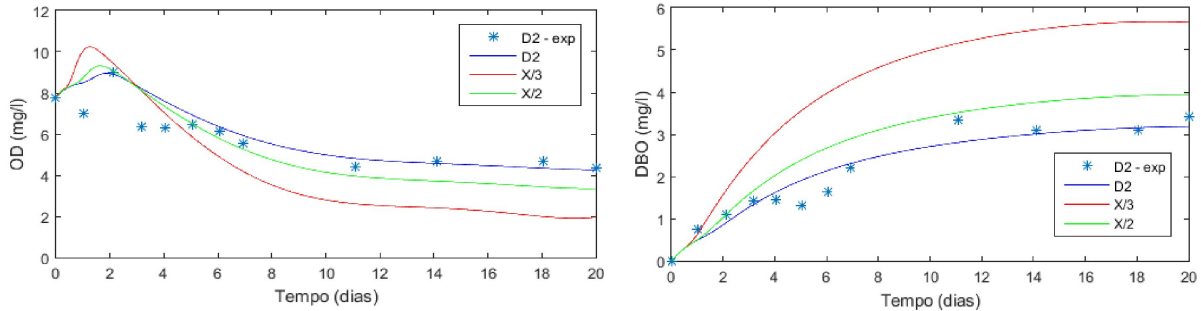 12
10
8
6
4
2
0
OD (mg/l)
0 2 4 6 8 10 12 14 16 18 20
Tempo (dias)
D2 - exp
D2
X/3
X/2
6
5
4
3
2
1
0
DBO (mg/l)
0 2 4 6 8 10 12 14 16 18 20
Tempo (dias)
D2 - exp
D2
X/3
X/2